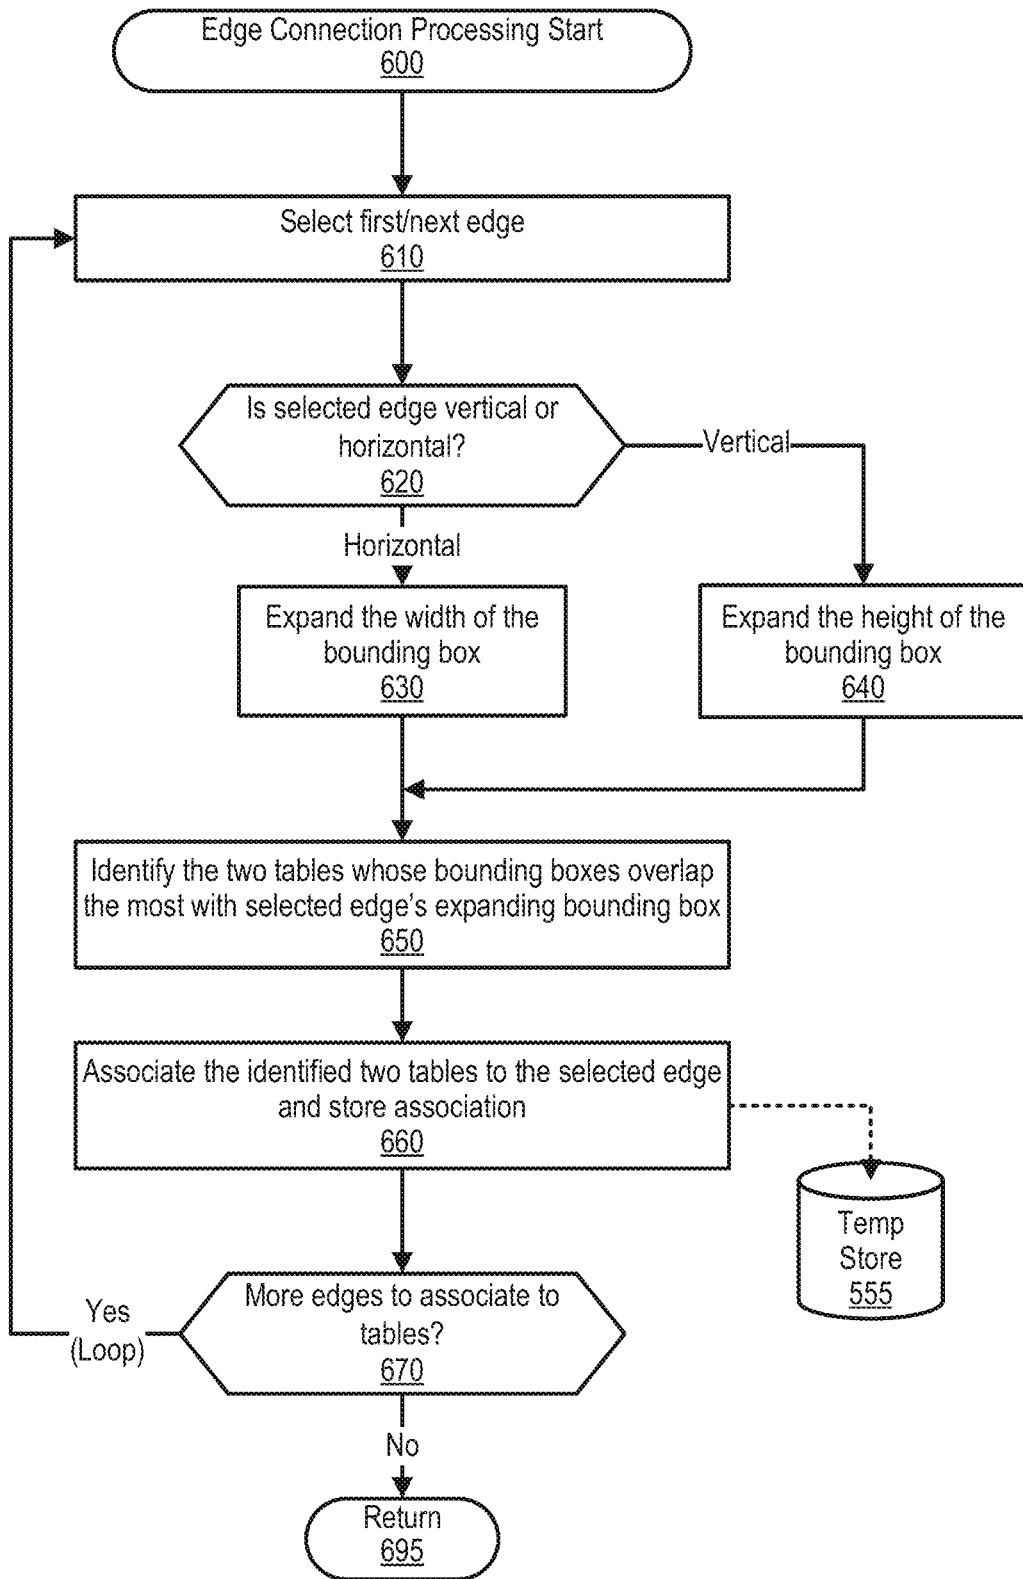 Edge Connection Processing Start
600
Select first/next edge
610
Is selected edge vertical or
horizontal?
620
Vertical
Horizontal
Expand the width of the
bounding box
630
Expand the height of the
bounding box
640
Identify the two tables whose bounding boxes overlap
the most with selected edge's expanding bounding box
650
Associate the identified two tables to the selected edge
and store association
660
Temp
Store
555
More edges to associate to
tables?
670
Yes
(Loop)
No
Return
695